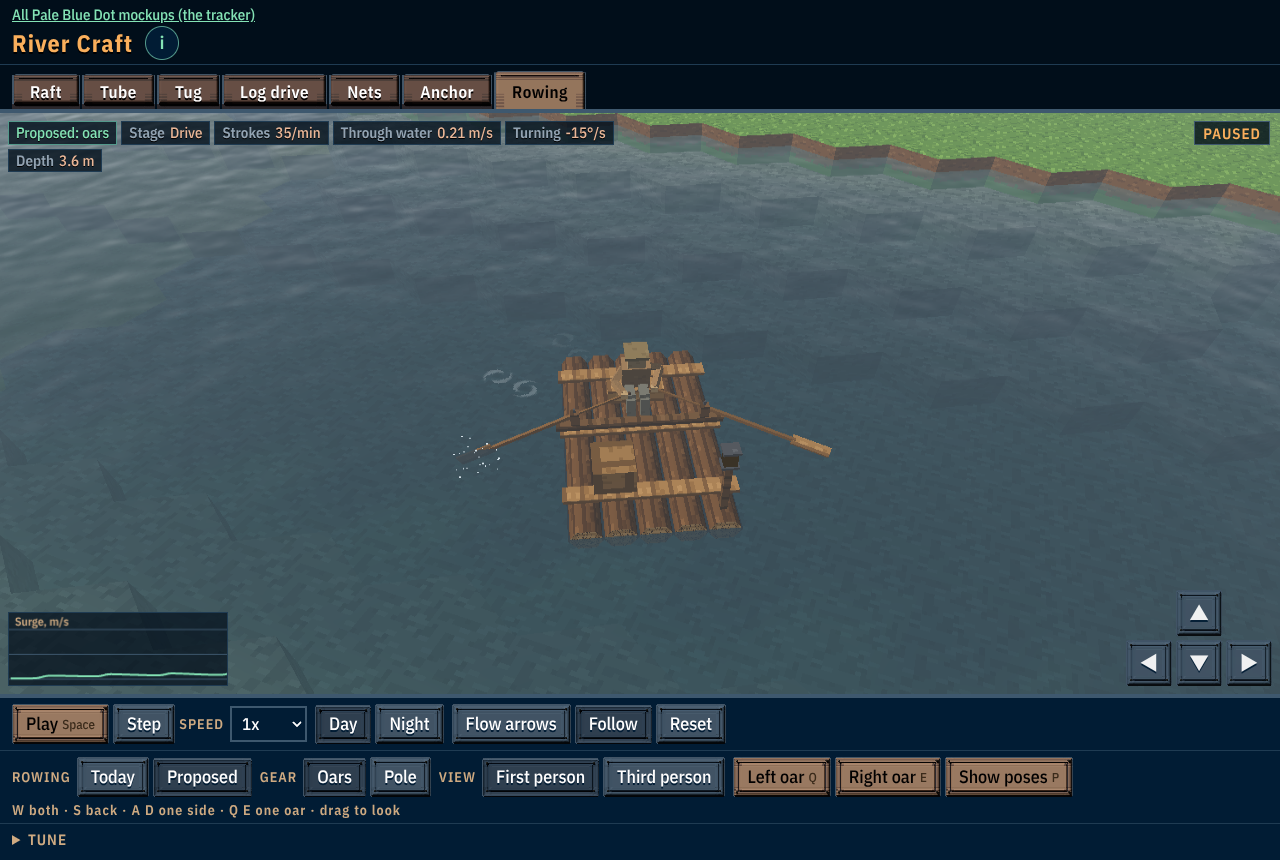 All Pale Blue Dot mockups (the tracker)
River Craft i
Raft Tube Tug Log drive Nets Anchor Rowing
Proposed: oars Stage Drive Strokes 35/min Through water 0.21 m/s Turning -15°/s PAUSED
Depth 3.6 m
Surge, m/s
Play Space Step SPEED 1x Day Night Flow arrows Follow Reset
ROWING Today Proposed GEAR Oars Pole VIEW First person Third person Left oar Q Right oar E Show poses P
W both · S back · A D one side · Q E one oar · drag to look
TUNE